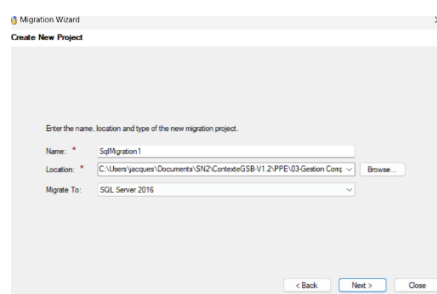 Migration Wizard
Create New Project
Enter the name, location and type of the new migration project.
Name: * SqlMigration1
Location: * C:\Users\jacques\Documents\SN2\ContexteGSB-V1.2\PPE\03-Gestion Comp Browse...
Migrate To: SQL Server 2016
< Back Next > Close